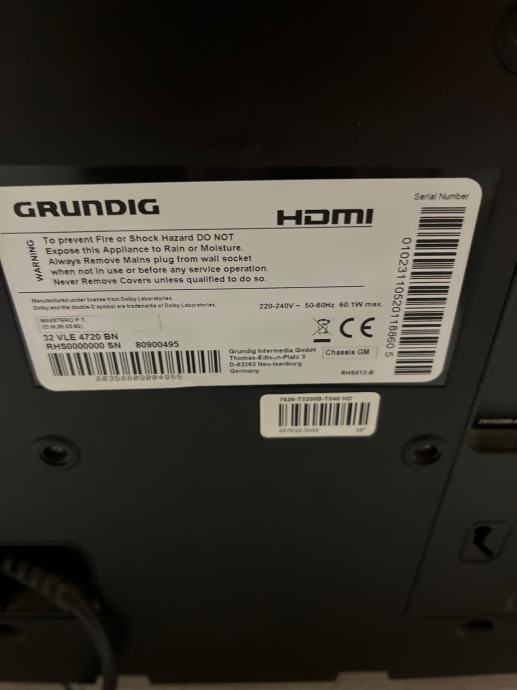 GRUNDIG
HDMI
Serial Number
WARNING
To prevent Fire or Shock Hazard DO NOT
Expose this Appliance to Rain or Moisture.
Always Remove Mains plug from wall socket
when not in use or before any service operation.
Never Remove Covers unless qualified to do so.
Manufactured under license from Dolby Laboratories.
Dolby and the double-D symbol are trademarks of Dolby Laboratories.
220-240V ~ 50-60Hz 60.1W max.
MINISTERO P.T.
32 VLE 4720 BN
RHS0000000 SN 80900495
Grundig Intermedia GmbH
Thomas-Edison-Platz 3
D-63263 Neu-Isenburg
Germany
CE
Chassis GM
RHS812-B
01023110520118860 5